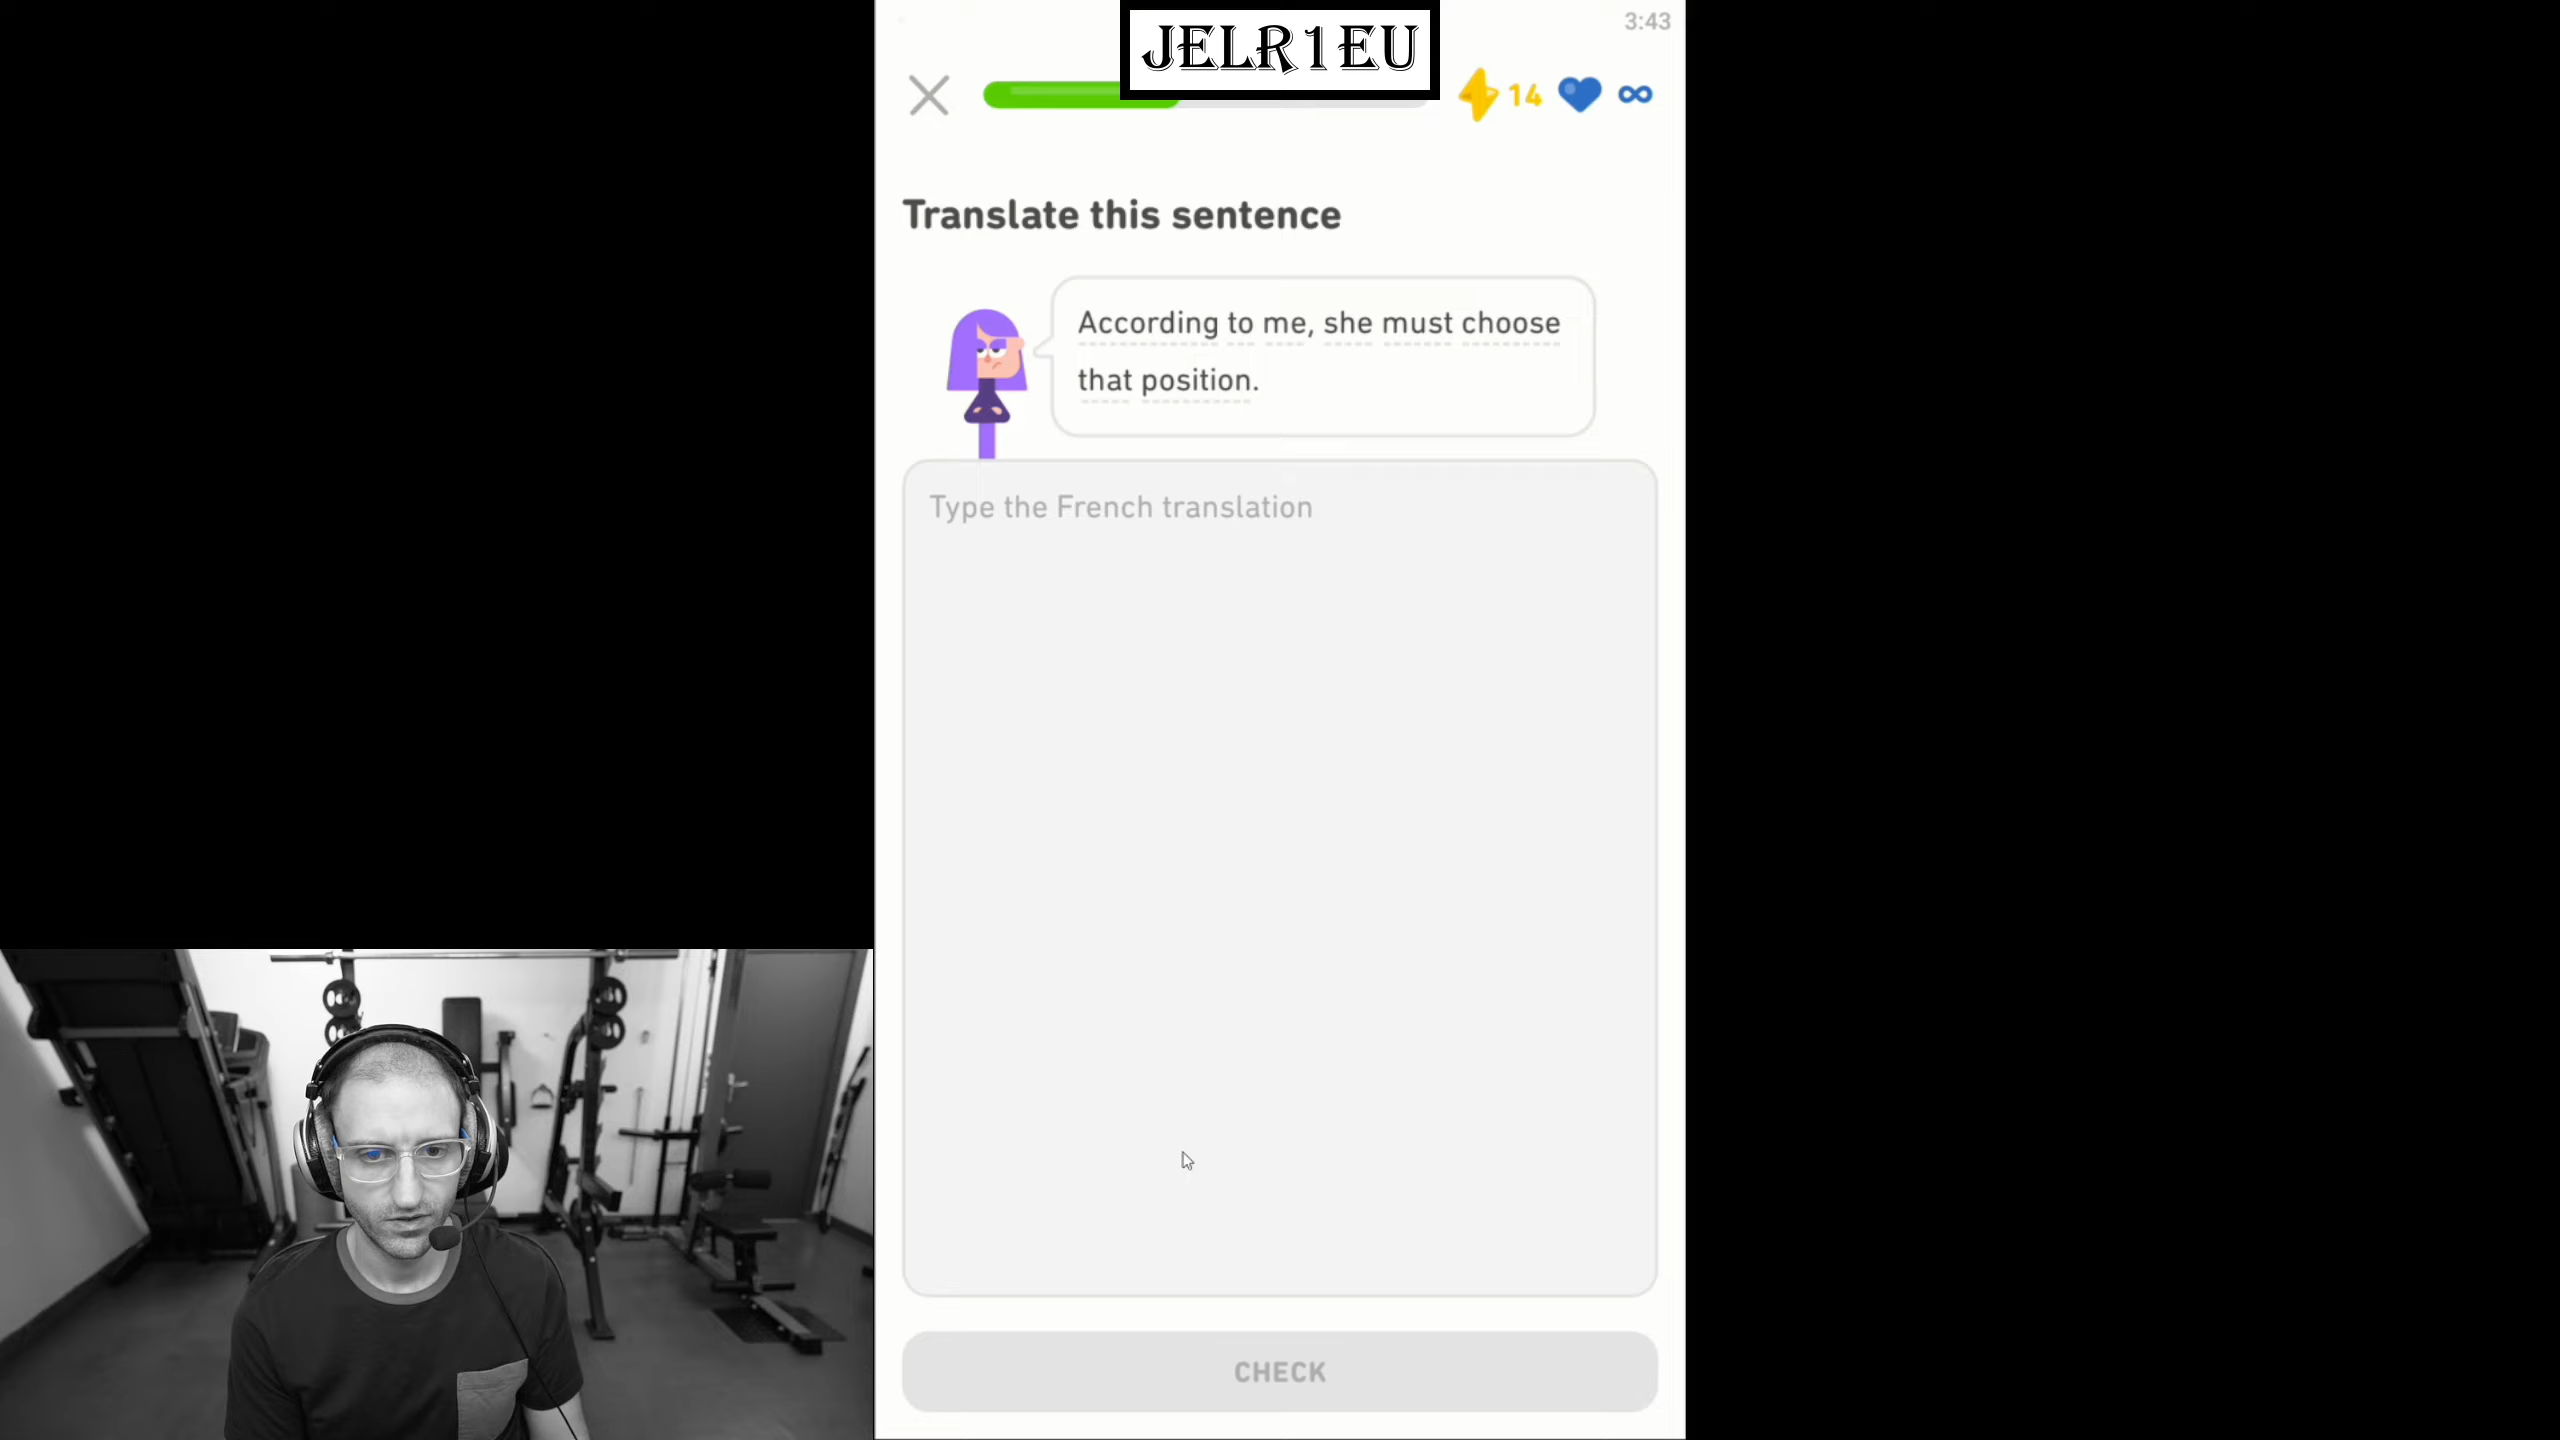 JELR1EU
3:43
14
Translate this sentence
According to me, she must choose
that position.
Type the French translation
CHECK